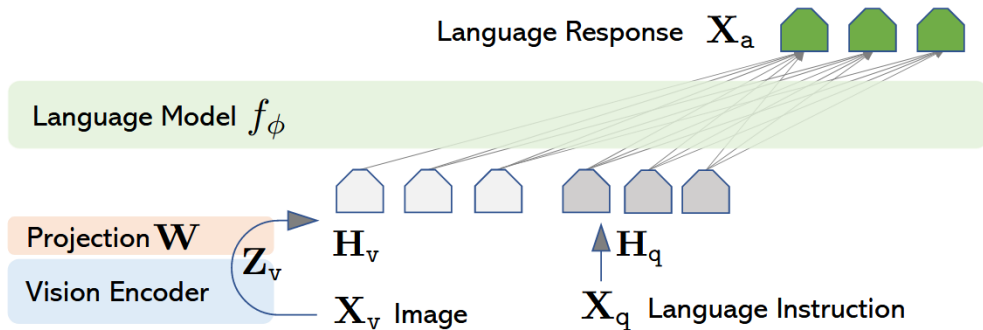 Language Response X_a
Language Model f_ϕ
Projection W
H_v
H_q
Z_v
Vision Encoder
X_v Image
X_q Language Instruction